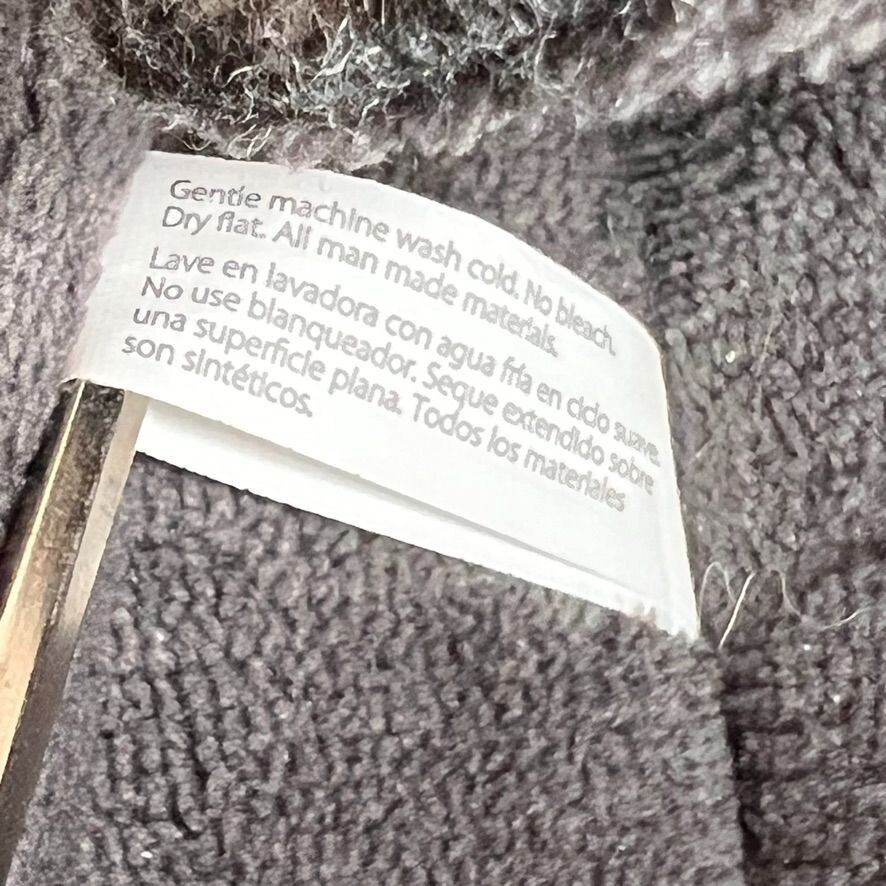 Gentle machine wash cold. No bleach.
Dry flat. All man made materials.
Lave en lavadora con agua fría en ciclo suave.
No use blanqueador. Seque extendido sobre
una superficie plana. Todos los materiales
son sintéticos.